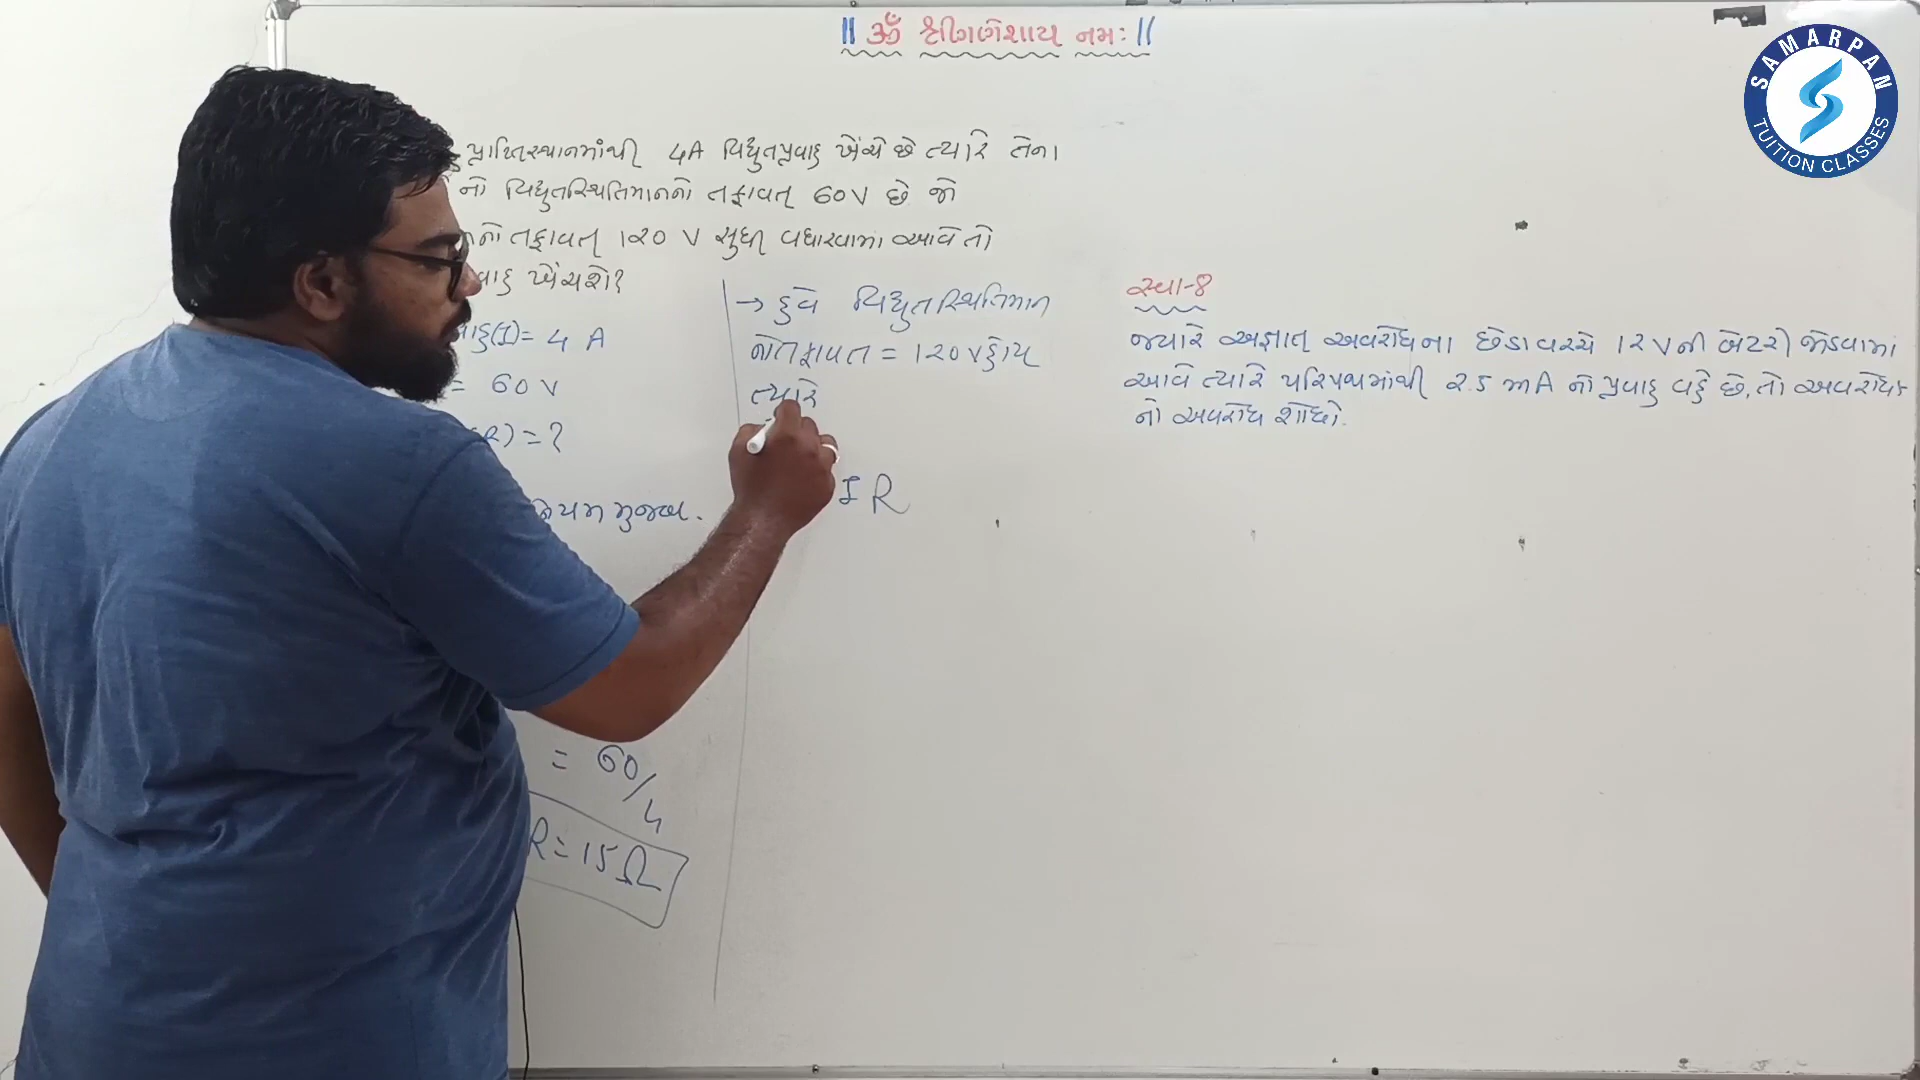 || ૐ શ્રી ગણેશાય નમઃ ||
SAMARPAN
TUITION CLASSES
પ્રાપ્તિસ્થાનમાંથી 4A વિદ્યુતપ્રવાહ ખેંચે છે ત્યારે તેના
નો વિદ્યુતસ્થિતિમાનનો તફાવત 60V છે જો
નો તફાવત 120 V સુધી વધારવામાં આવે તો
વાહ ખેંચશે?
વાહ(I)= 4 A
= 60 V
(R) = ?
નિયમ મુજબ.
= 60/4
R = 15 Ω
→ હવે વિદ્યુતસ્થિતિમાન
નો તફાવત = 120 V હોય
ત્યારે
I R
સ્વા-8
જ્યારે અજ્ઞાત અવરોધના છેડા વચ્ચે 12 V ની બેટરી જોડવામાં
આવે ત્યારે પરિપથમાંથી 2.5 mA નો પ્રવાહ વહે છે, તો અવરોધક
નો અવરોધ શોધો.